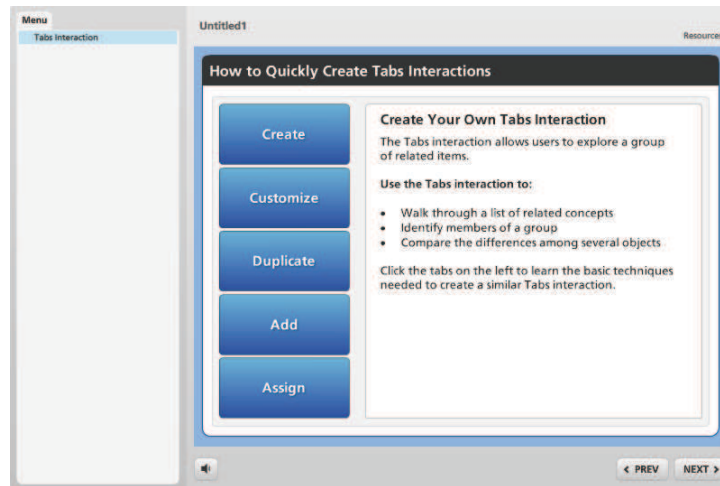 Menu
Tabs Interaction
Untitled1
Resources
How to Quickly Create Tabs Interactions
Create
Customize
Duplicate
Add
Assign
Create Your Own Tabs Interaction
The Tabs interaction allows users to explore a group
of related items.
Use the Tabs interaction to:
• Walk through a list of related concepts
• Identify members of a group
• Compare the differences among several objects
Click the tabs on the left to learn the basic techniques
needed to create a similar Tabs interaction.
< PREV
NEXT >